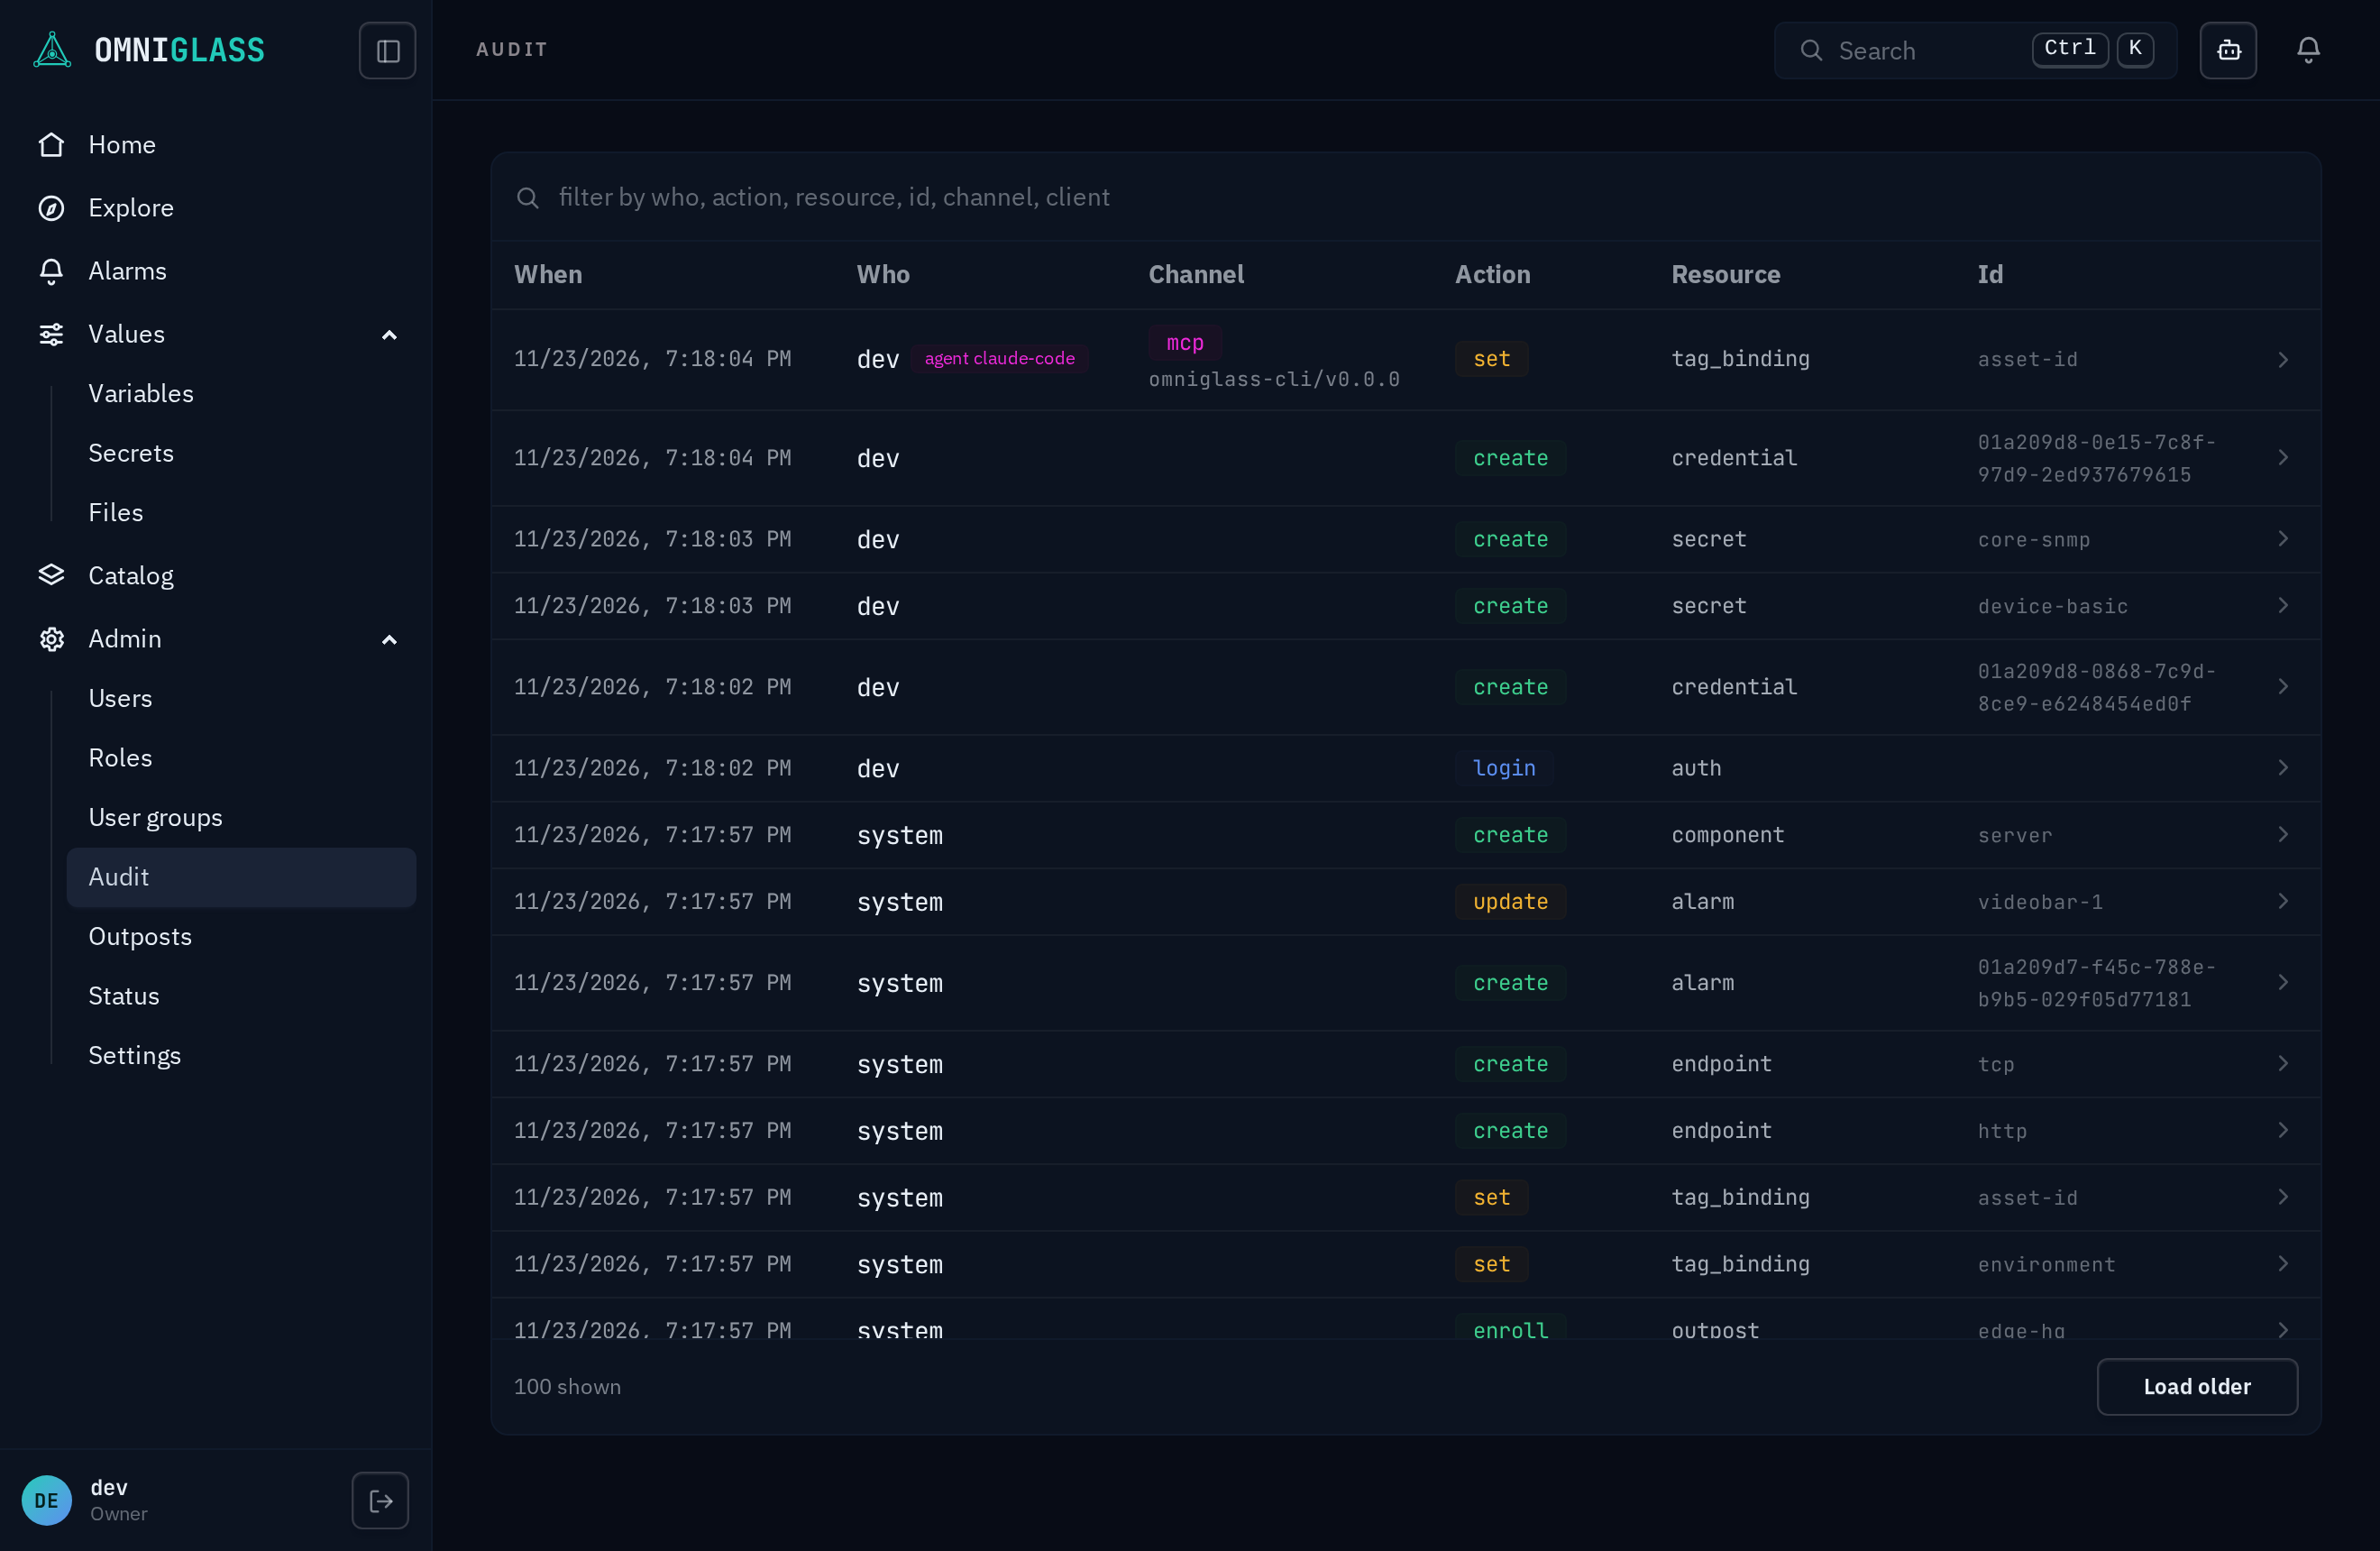 OMNIGLASS
AUDIT
Search Ctrl K
Home
Explore
Alarms
Values
Variables
Secrets
Files
Catalog
Admin
Users
Roles
User groups
Audit
Outposts
Status
Settings
DE dev
Owner
filter by who, action, resource, id, channel, client
When Who Channel Action Resource Id
11/23/2026, 7:18:04 PM dev agent claude-code mcp omniglass-cli/v0.0.0 set tag_binding asset-id
11/23/2026, 7:18:04 PM dev create credential 01a209d8-0e15-7c8f-
97d9-2ed937679615
11/23/2026, 7:18:03 PM dev create secret core-snmp
11/23/2026, 7:18:03 PM dev create secret device-basic
11/23/2026, 7:18:02 PM dev create credential 01a209d8-0868-7c9d-
8ce9-e6248454ed0f
11/23/2026, 7:18:02 PM dev login auth
11/23/2026, 7:17:57 PM system create component server
11/23/2026, 7:17:57 PM system update alarm videobar-1
11/23/2026, 7:17:57 PM system create alarm 01a209d7-f45c-788e-
b9b5-029f05d77181
11/23/2026, 7:17:57 PM system create endpoint tcp
11/23/2026, 7:17:57 PM system create endpoint http
11/23/2026, 7:17:57 PM system set tag_binding asset-id
11/23/2026, 7:17:57 PM system set tag_binding environment
11/23/2026, 7:17:57 PM system enroll outpost edge-hq
100 shown
Load older